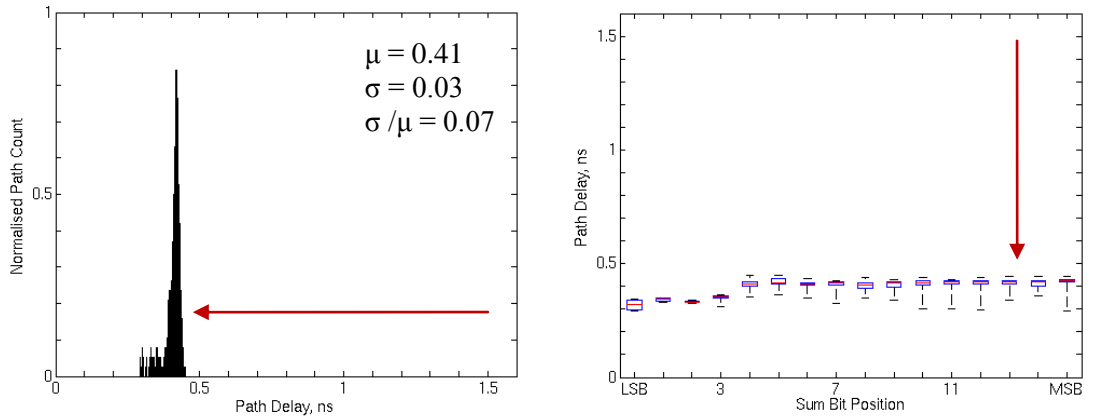 1
0.5
0
0
0.5
1
1.5
Normalised Path Count
Path Delay, ns
μ = 0.41
σ = 0.03
σ /μ = 0.07
1.5
1
0.5
0
LSB
3
7
11
MSB
Path Delay, ns
Sum Bit Position